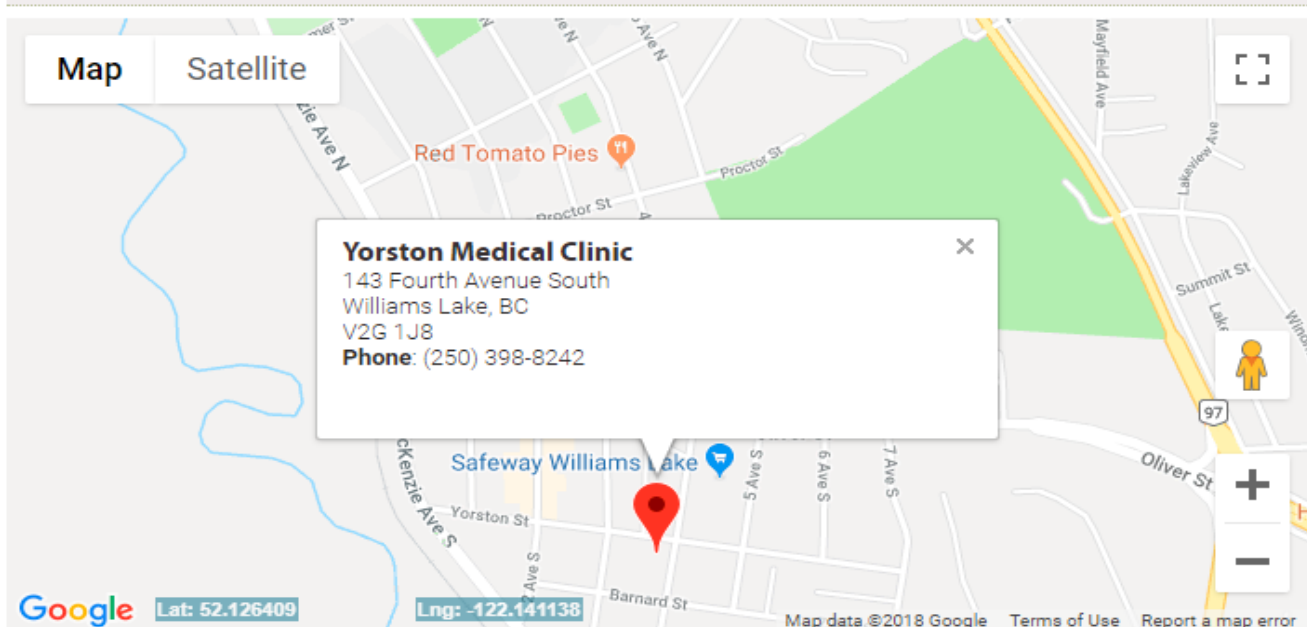 Map
Satellite
Mayfield Ave
Lakeview Ave
Red Tomato Pies
Proctor St
Proctor St
Yorston Medical Clinic
143 Fourth Avenue South
Williams Lake, BC
V2G 1J8
Phone: (250) 398-8242
Summit St
97
Safeway Williams Lake
5 Ave S
6 Ave S
7 Ave S
Oliver St
Yorston St
2 Ave S
Barnard St
Google
Lat: 52.126409
Lng: -122.141138
Map data ©2018 Google
Terms of Use
Report a map error